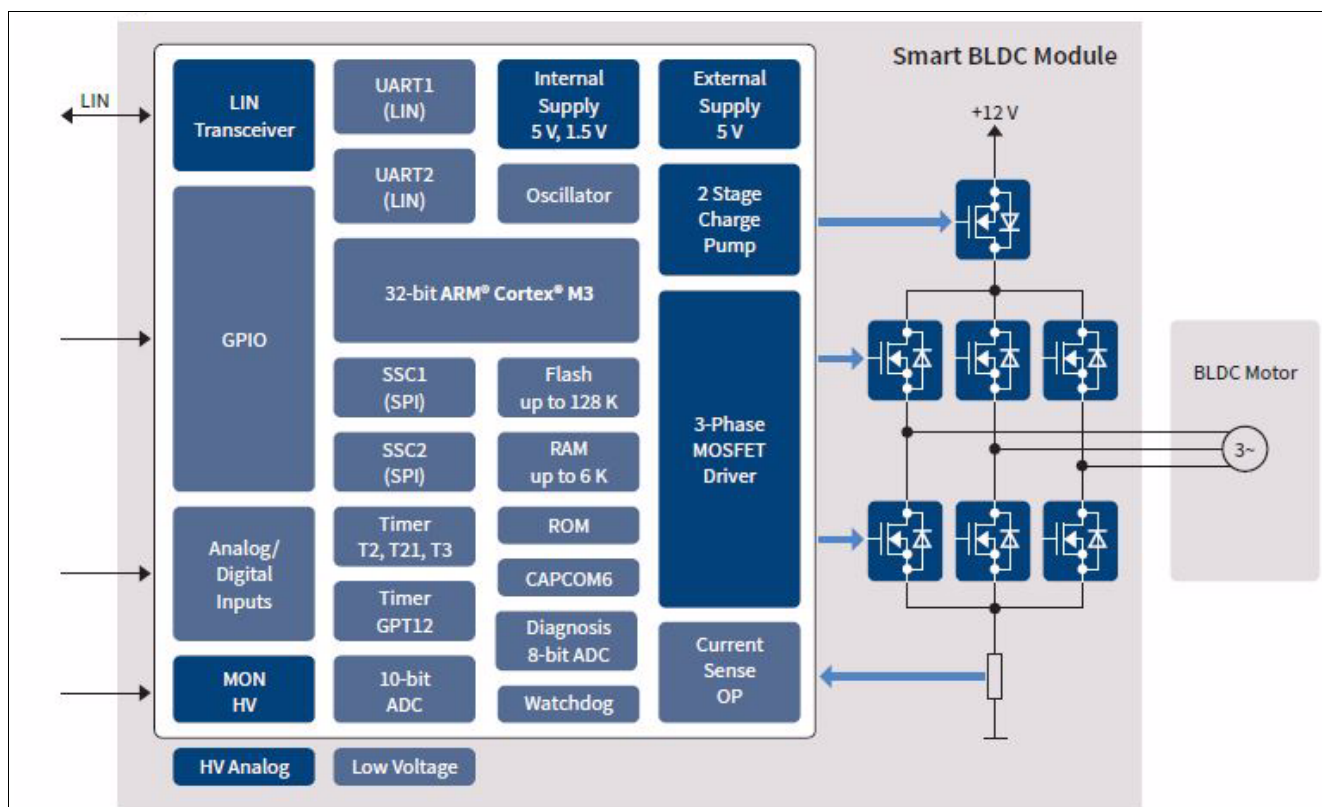 Smart BLDC Module
LIN
LIN
Transceiver
UART1
(LIN)
Internal
Supply
5 V, 1.5 V
External
Supply
5 V
+12 V
UART2
(LIN)
Oscillator
2 Stage
Charge
Pump
GPIO
32-bit ARM® Cortex® M3
SSC1
(SPI)
Flash
up to 128 K
3-Phase
MOSFET
Driver
BLDC Motor
3~
SSC2
(SPI)
RAM
up to 6 K
Analog/
Digital
Inputs
Timer
T2, T21, T3
ROM
CAPCOM6
Timer
GPT12
Diagnosis
8-bit ADC
Current
Sense
OP
MON
HV
10-bit
ADC
Watchdog
HV Analog
Low Voltage